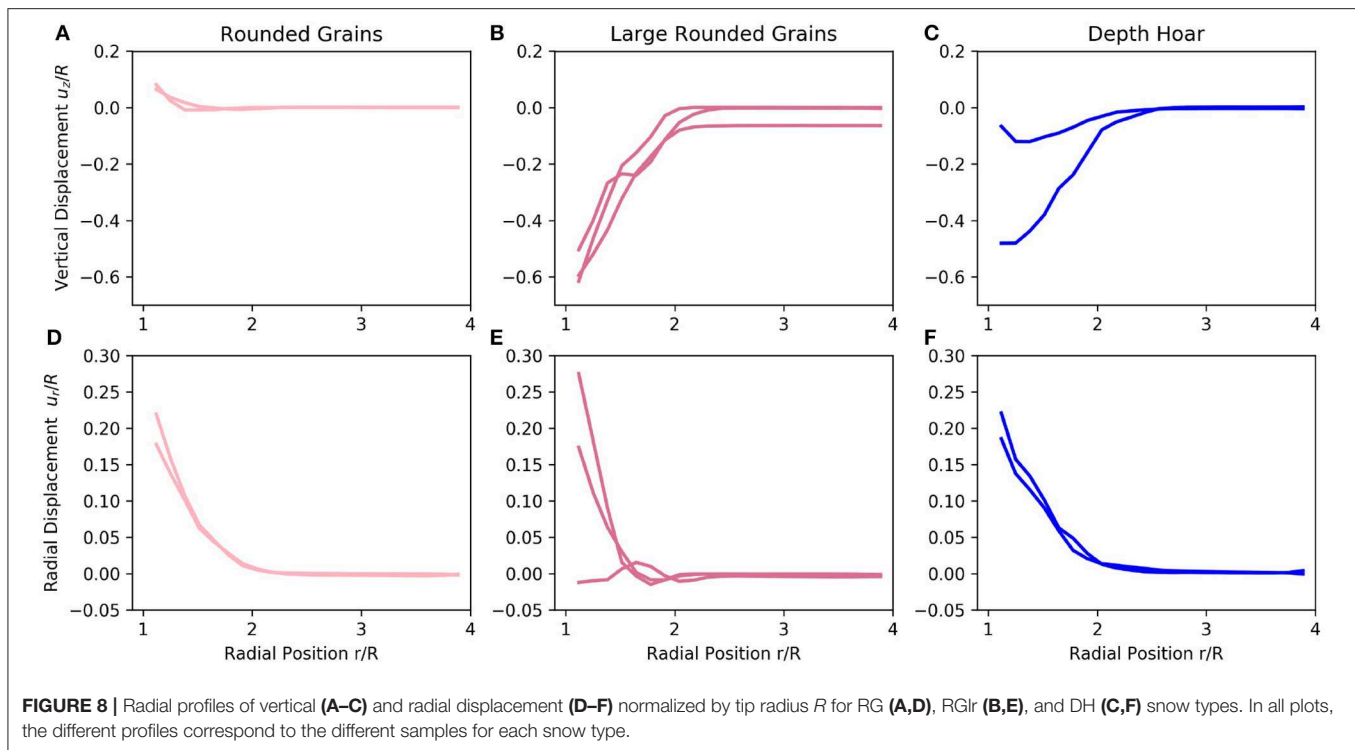 A Rounded Grains
B Large Rounded Grains
C Depth Hoar
Vertical Displacement u_z/R
0.2
0.0
−0.2
−0.4
−0.6
1 2 3 4
0.2
0.0
−0.2
−0.4
−0.6
1 2 3 4
0.2
0.0
−0.2
−0.4
−0.6
1 2 3 4
D
Radial Displacement u_r/R
0.30
0.25
0.20
0.15
0.10
0.05
0.00
−0.05
1 2 3 4
Radial Position r/R
E
0.30
0.25
0.20
0.15
0.10
0.05
0.00
−0.05
1 2 3 4
Radial Position r/R
F
0.30
0.25
0.20
0.15
0.10
0.05
0.00
−0.05
1 2 3 4
Radial Position r/R
FIGURE 8 | Radial profiles of vertical (A–C) and radial displacement (D–F) normalized by tip radius R for RG (A,D), RGlr (B,E), and DH (C,F) snow types. In all plots,
the different profiles correspond to the different samples for each snow type.